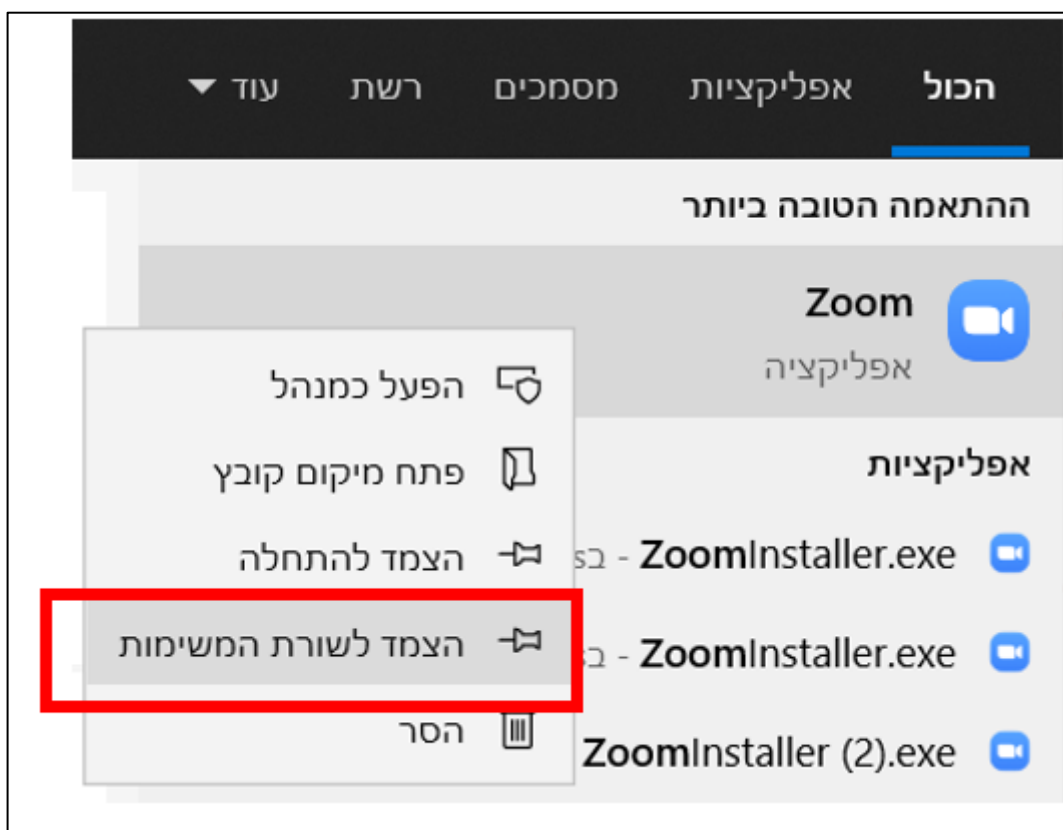 הכול אפליקציות מסמכים רשת עוד
ההתאמה הטובה ביותר
Zoom
אפליקציה
הפעל כמנהל
פתח מיקום קובץ
הצמד להתחלה
הצמד לשורת המשימות
הסר
אפליקציות
ZoomInstaller.exe -
ZoomInstaller.exe -
ZoomInstaller (2).exe